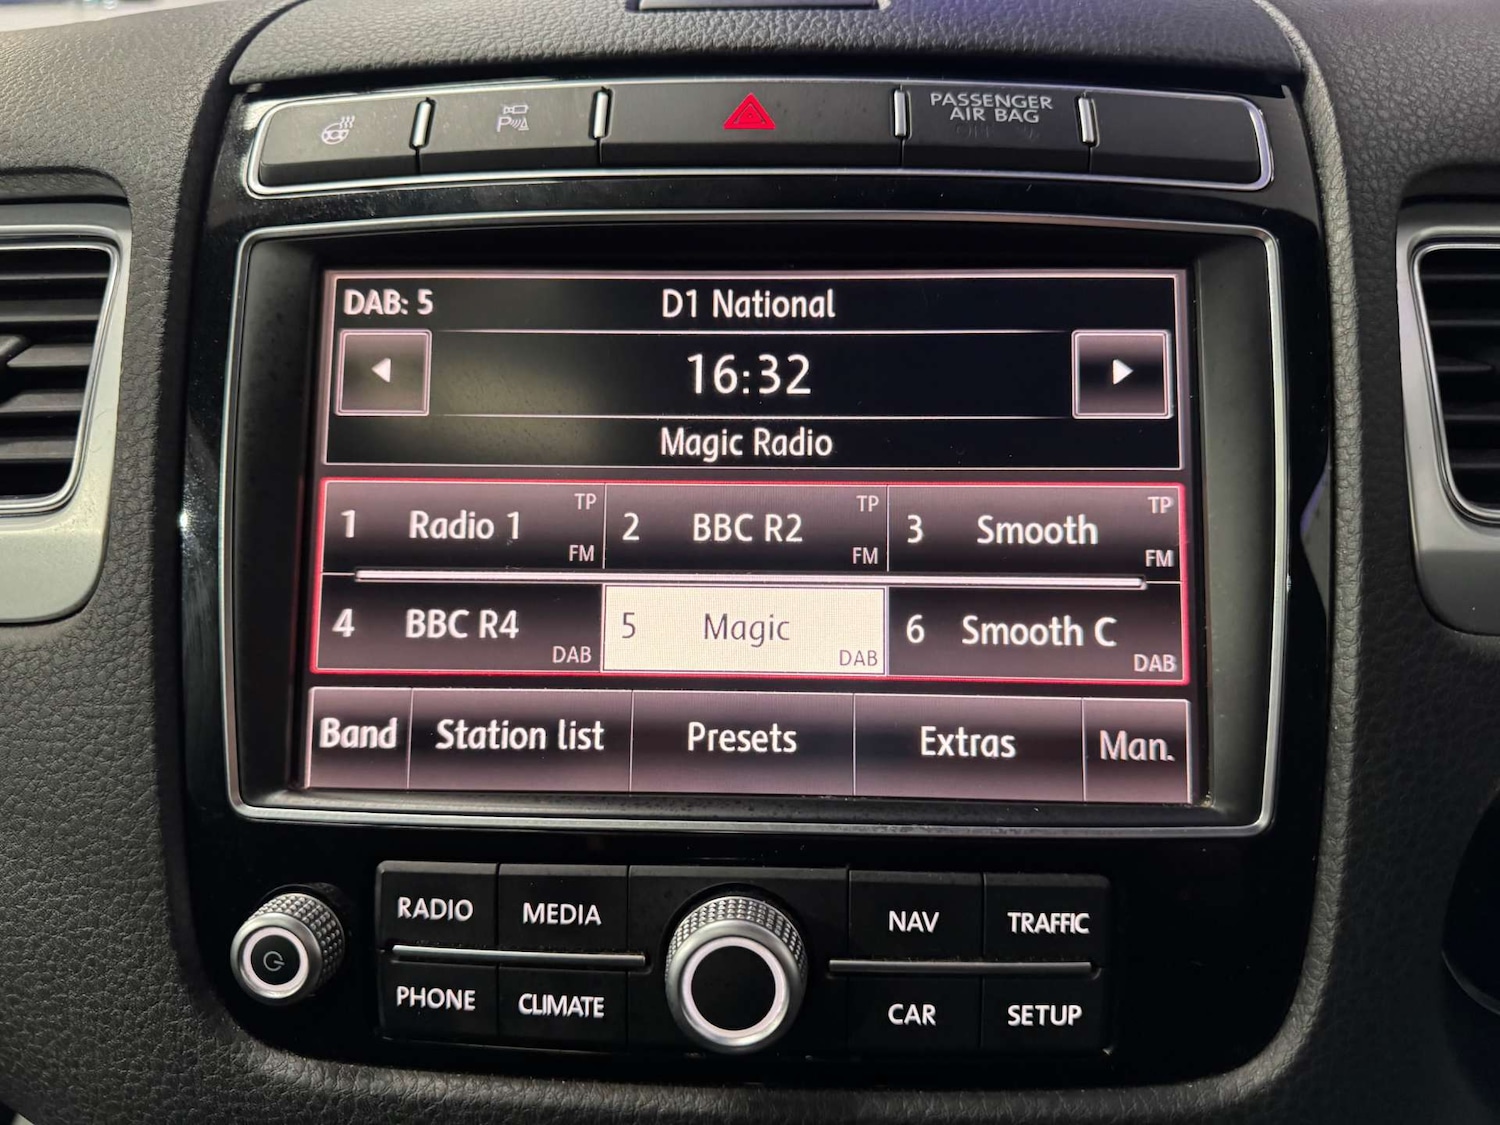 PASSENGER
AIR BAG
DAB: 5 D1 National
16:32
Magic Radio
1 Radio 1 TP FM
2 BBC R2 TP FM
3 Smooth TP FM
4 BBC R4 DAB
5 Magic DAB
6 Smooth C DAB
Band Station list Presets Extras Man.
RADIO MEDIA NAV TRAFFIC
PHONE CLIMATE CAR SETUP